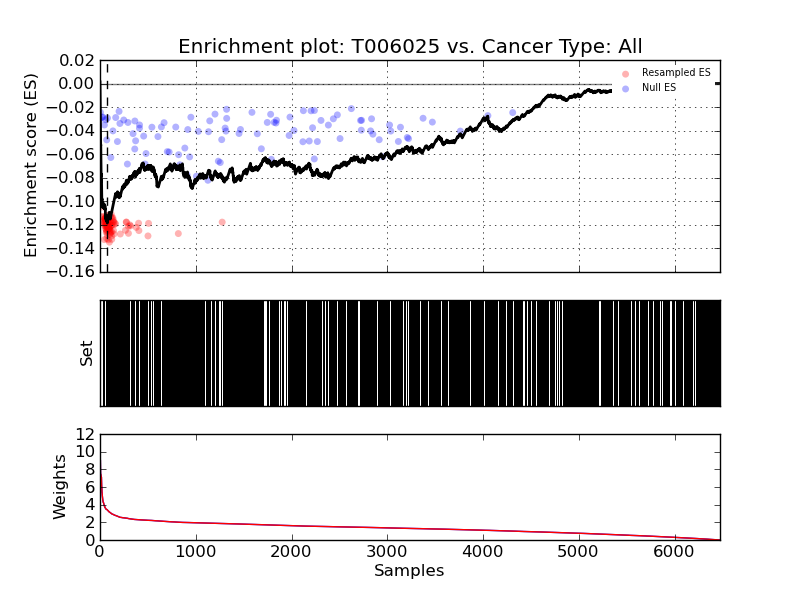 Enrichment plot: T006025 vs. Cancer Type: All
0.02
0.00
−0.02
−0.04
−0.06
−0.08
−0.10
−0.12
−0.14
−0.16
Enrichment score (ES)
Resampled ES
Null ES
Set
12
10
8
6
4
2
0
Weights
0 1000 2000 3000 4000 5000 6000
Samples